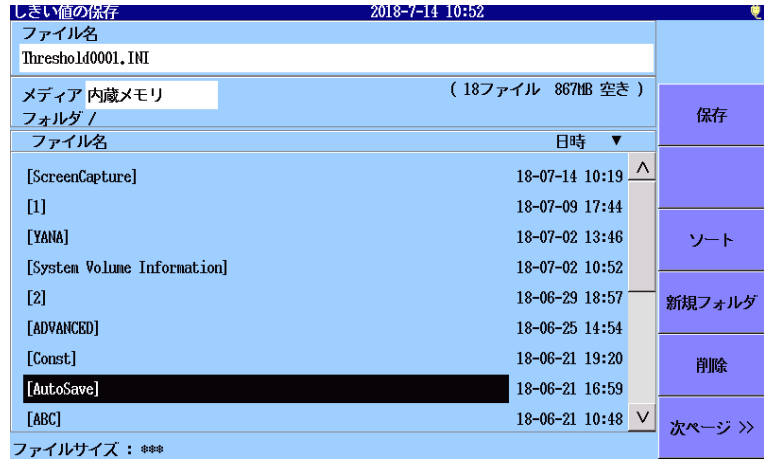 しきい値の保存 2018-7-14 10:52
ファイル名
Threshold0001.INI
メディア 内蔵メモリ ( 18ファイル 867MB 空き )
フォルダ /
ファイル名 日時 ▼
[ScreenCapture] 18-07-14 10:19
[1] 18-07-09 17:44
[YANA] 18-07-02 13:46
[System Volume Information] 18-07-02 10:52
[2] 18-06-29 18:57
[ADVANCED] 18-06-25 14:54
[Const] 18-06-21 19:20
[AutoSave] 18-06-21 16:59
[ABC] 18-06-21 10:48
ファイルサイズ : ***
保存
ソート
新規フォルダ
削除
次ページ >>